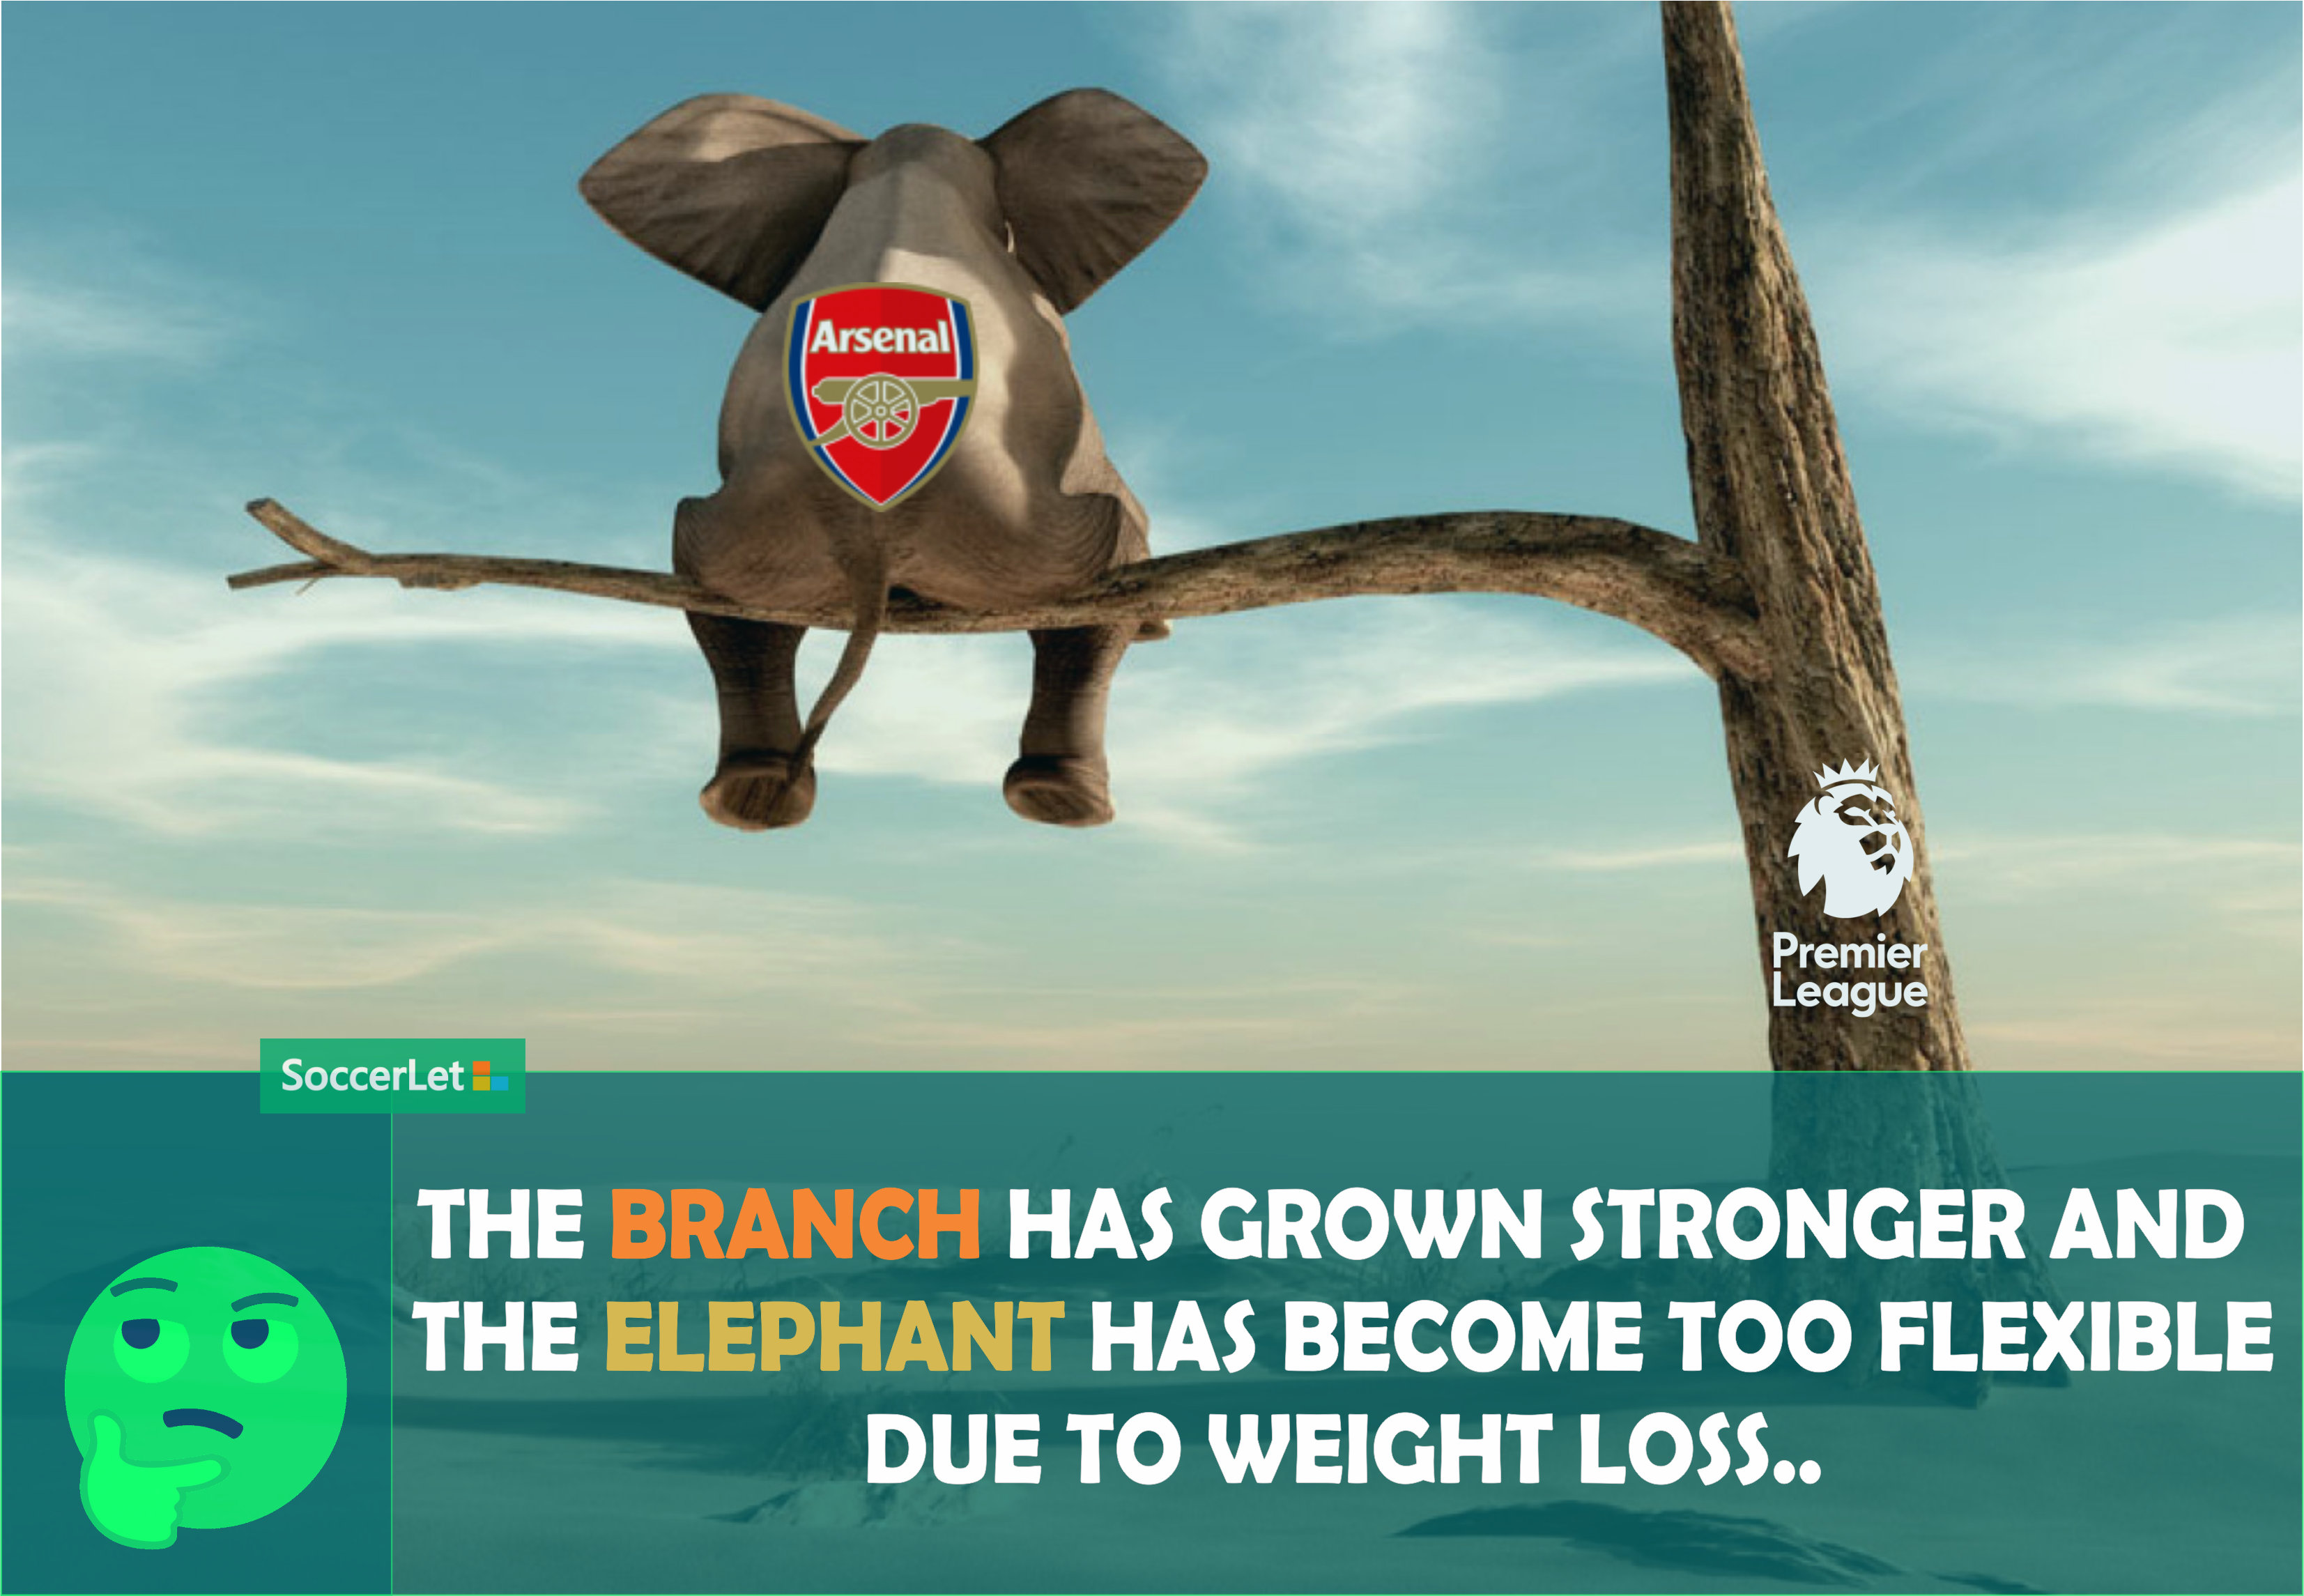 Arsenal
Premier
League
SoccerLet
THE BRANCH HAS GROWN STRONGER AND
THE ELEPHANT HAS BECOME TOO FLEXIBLE
DUE TO WEIGHT LOSS..